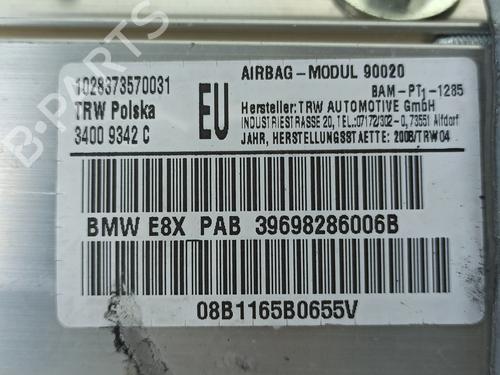 B-PARTS
1028373570031
TRW Polska
3400 9342 C
EU
AIRBAG-MODUL 90020
BAM-PT1-1285
Hersteller:TRW AUTOMOTIVE GmbH
INDUSTRIESTRASSE 20, TEL.:07172/302-0, 73551 Alfdorf
JAHR, HERSTELLUNGSSTAETTE: 2008/TRW04
BMW E8X PAB 39698286006B
08B1165B0655V